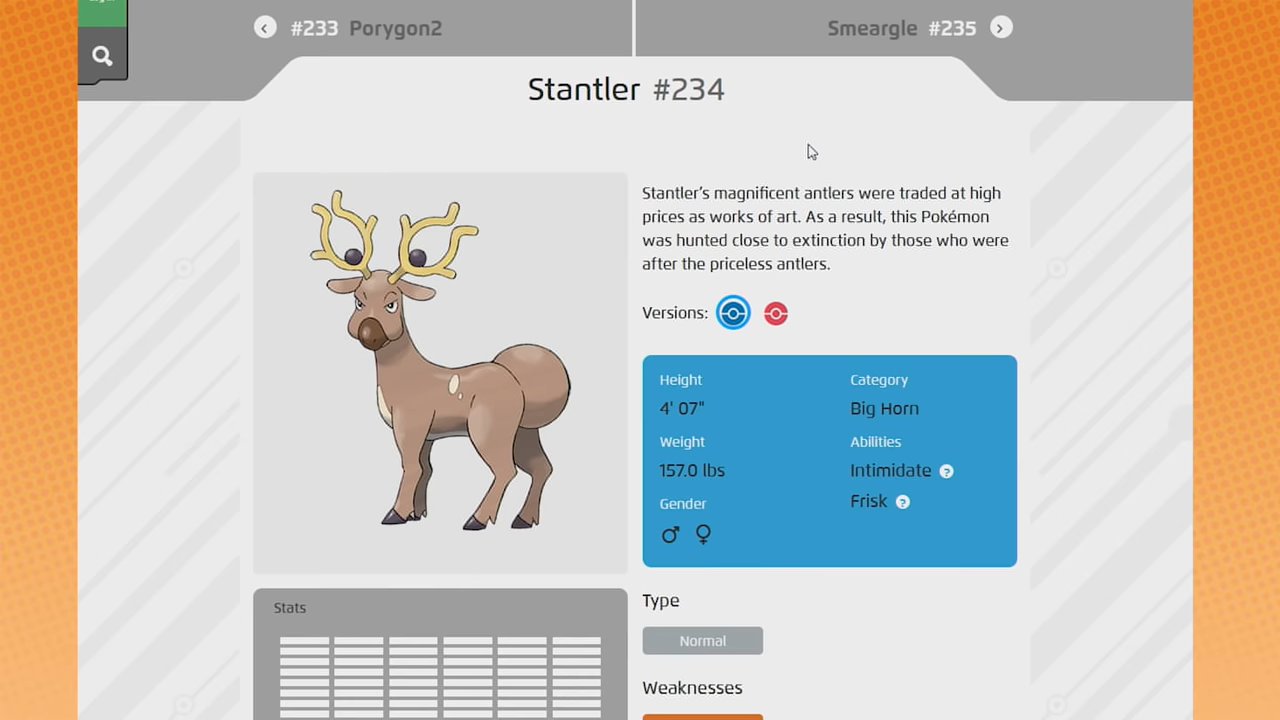 #233 Porygon2
Smeargle #235
Stantler #234
Stantler's magnificent antlers were traded at high
prices as works of art. As a result, this Pokémon
was hunted close to extinction by those who were
after the priceless antlers.
Versions:
Height
4' 07"
Weight
157.0 lbs
Gender
Category
Big Horn
Abilities
Intimidate ?
Frisk ?
Type
Normal
Weaknesses
Stats